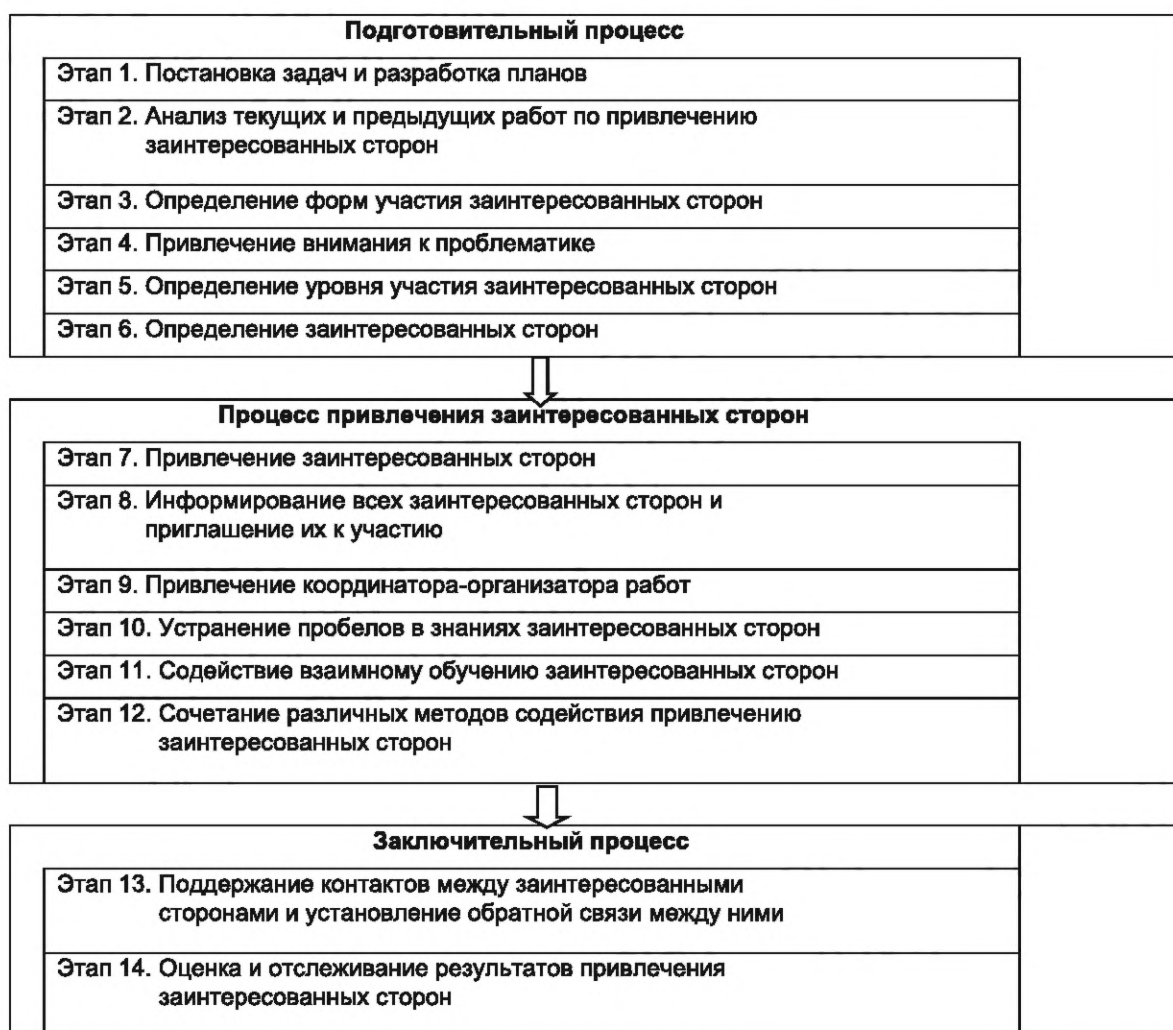 Подготовительный процесс
Этап 1. Постановка задач и разработка планов
Этап 2. Анализ текущих и предыдущих работ по привлечению
заинтересованных сторон
Этап 3. Определение форм участия заинтересованных сторон
Этап 4. Привлечение внимания к проблематике
Этап 5. Определение уровня участия заинтересованных сторон
Этап 6. Определение заинтересованных сторон
Процесс привлечения заинтересованных сторон
Этап 7. Привлечение заинтересованных сторон
Этап 8. Информирование всех заинтересованных сторон и
приглашение их к участию
Этап 9. Привлечение координатора-организатора работ
Этап 10. Устранение пробелов в знаниях заинтересованных сторон
Этап 11. Содействие взаимному обучению заинтересованных сторон
Этап 12. Сочетание различных методов содействия привлечению
заинтересованных сторон
Заключительный процесс
Этап 13. Поддержание контактов между заинтересованными
сторонами и установление обратной связи между ними
Этап 14. Оценка и отслеживание результатов привлечения
заинтересованных сторон